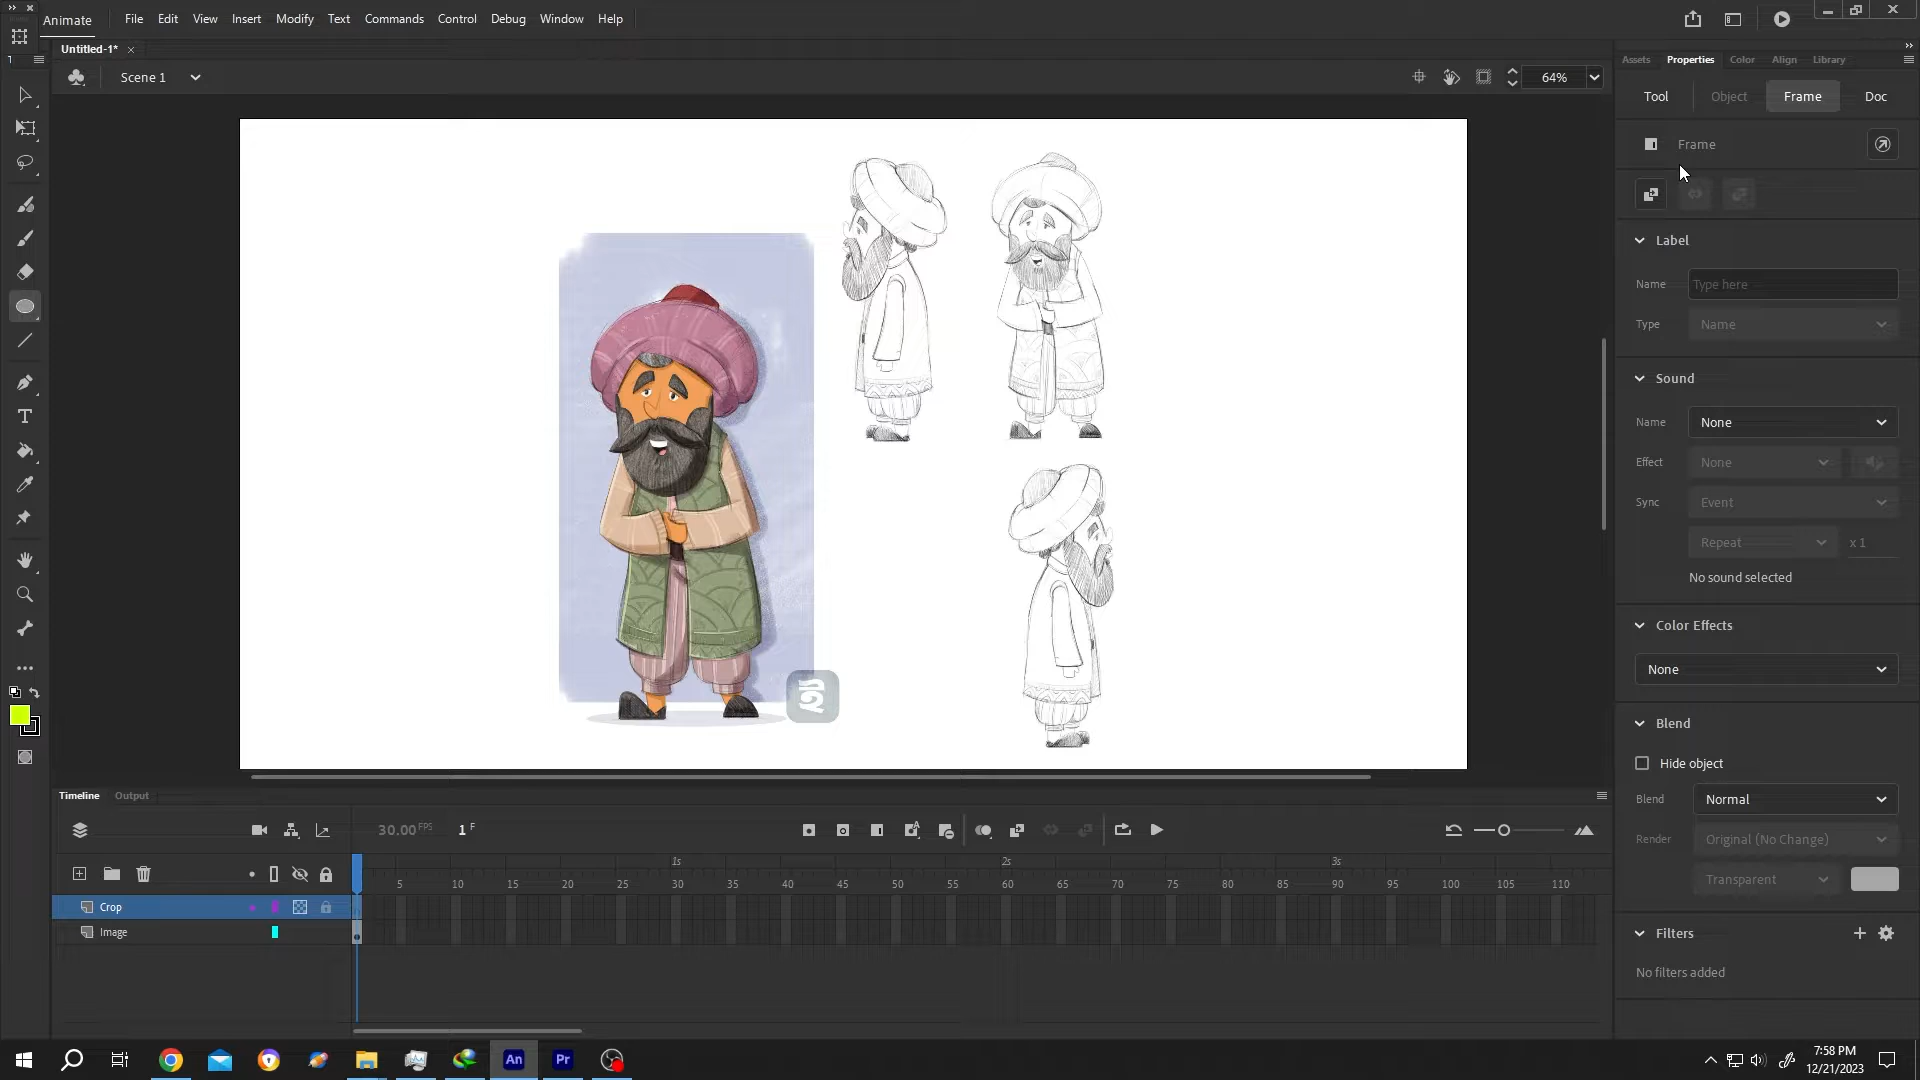 Animate
File
Edit
View
Insert
Modify
Text
Commands
Control
Debug
Window
Help
Untitled-1*
Scene 1
64%
Assets
Properties
Color
Align
Library
Tool
Object
Frame
Doc
Frame
Label
Name
Type here
Type
Name
Sound
Name
None
Effect
None
Sync
Event
Repeat
x 1
No sound selected
Color Effects
None
Blend
Hide object
Blend
Normal
Render
Original (No Change)
Transparent
Filters
No filters added
Timeline
Output
30.00 FPS
1 F
1s
2s
3s
5
10
15
20
25
30
35
40
45
50
55
60
65
70
75
80
85
90
95
100
105
110
Crop
Image
An
Pr
7:58 PM
12/21/2023